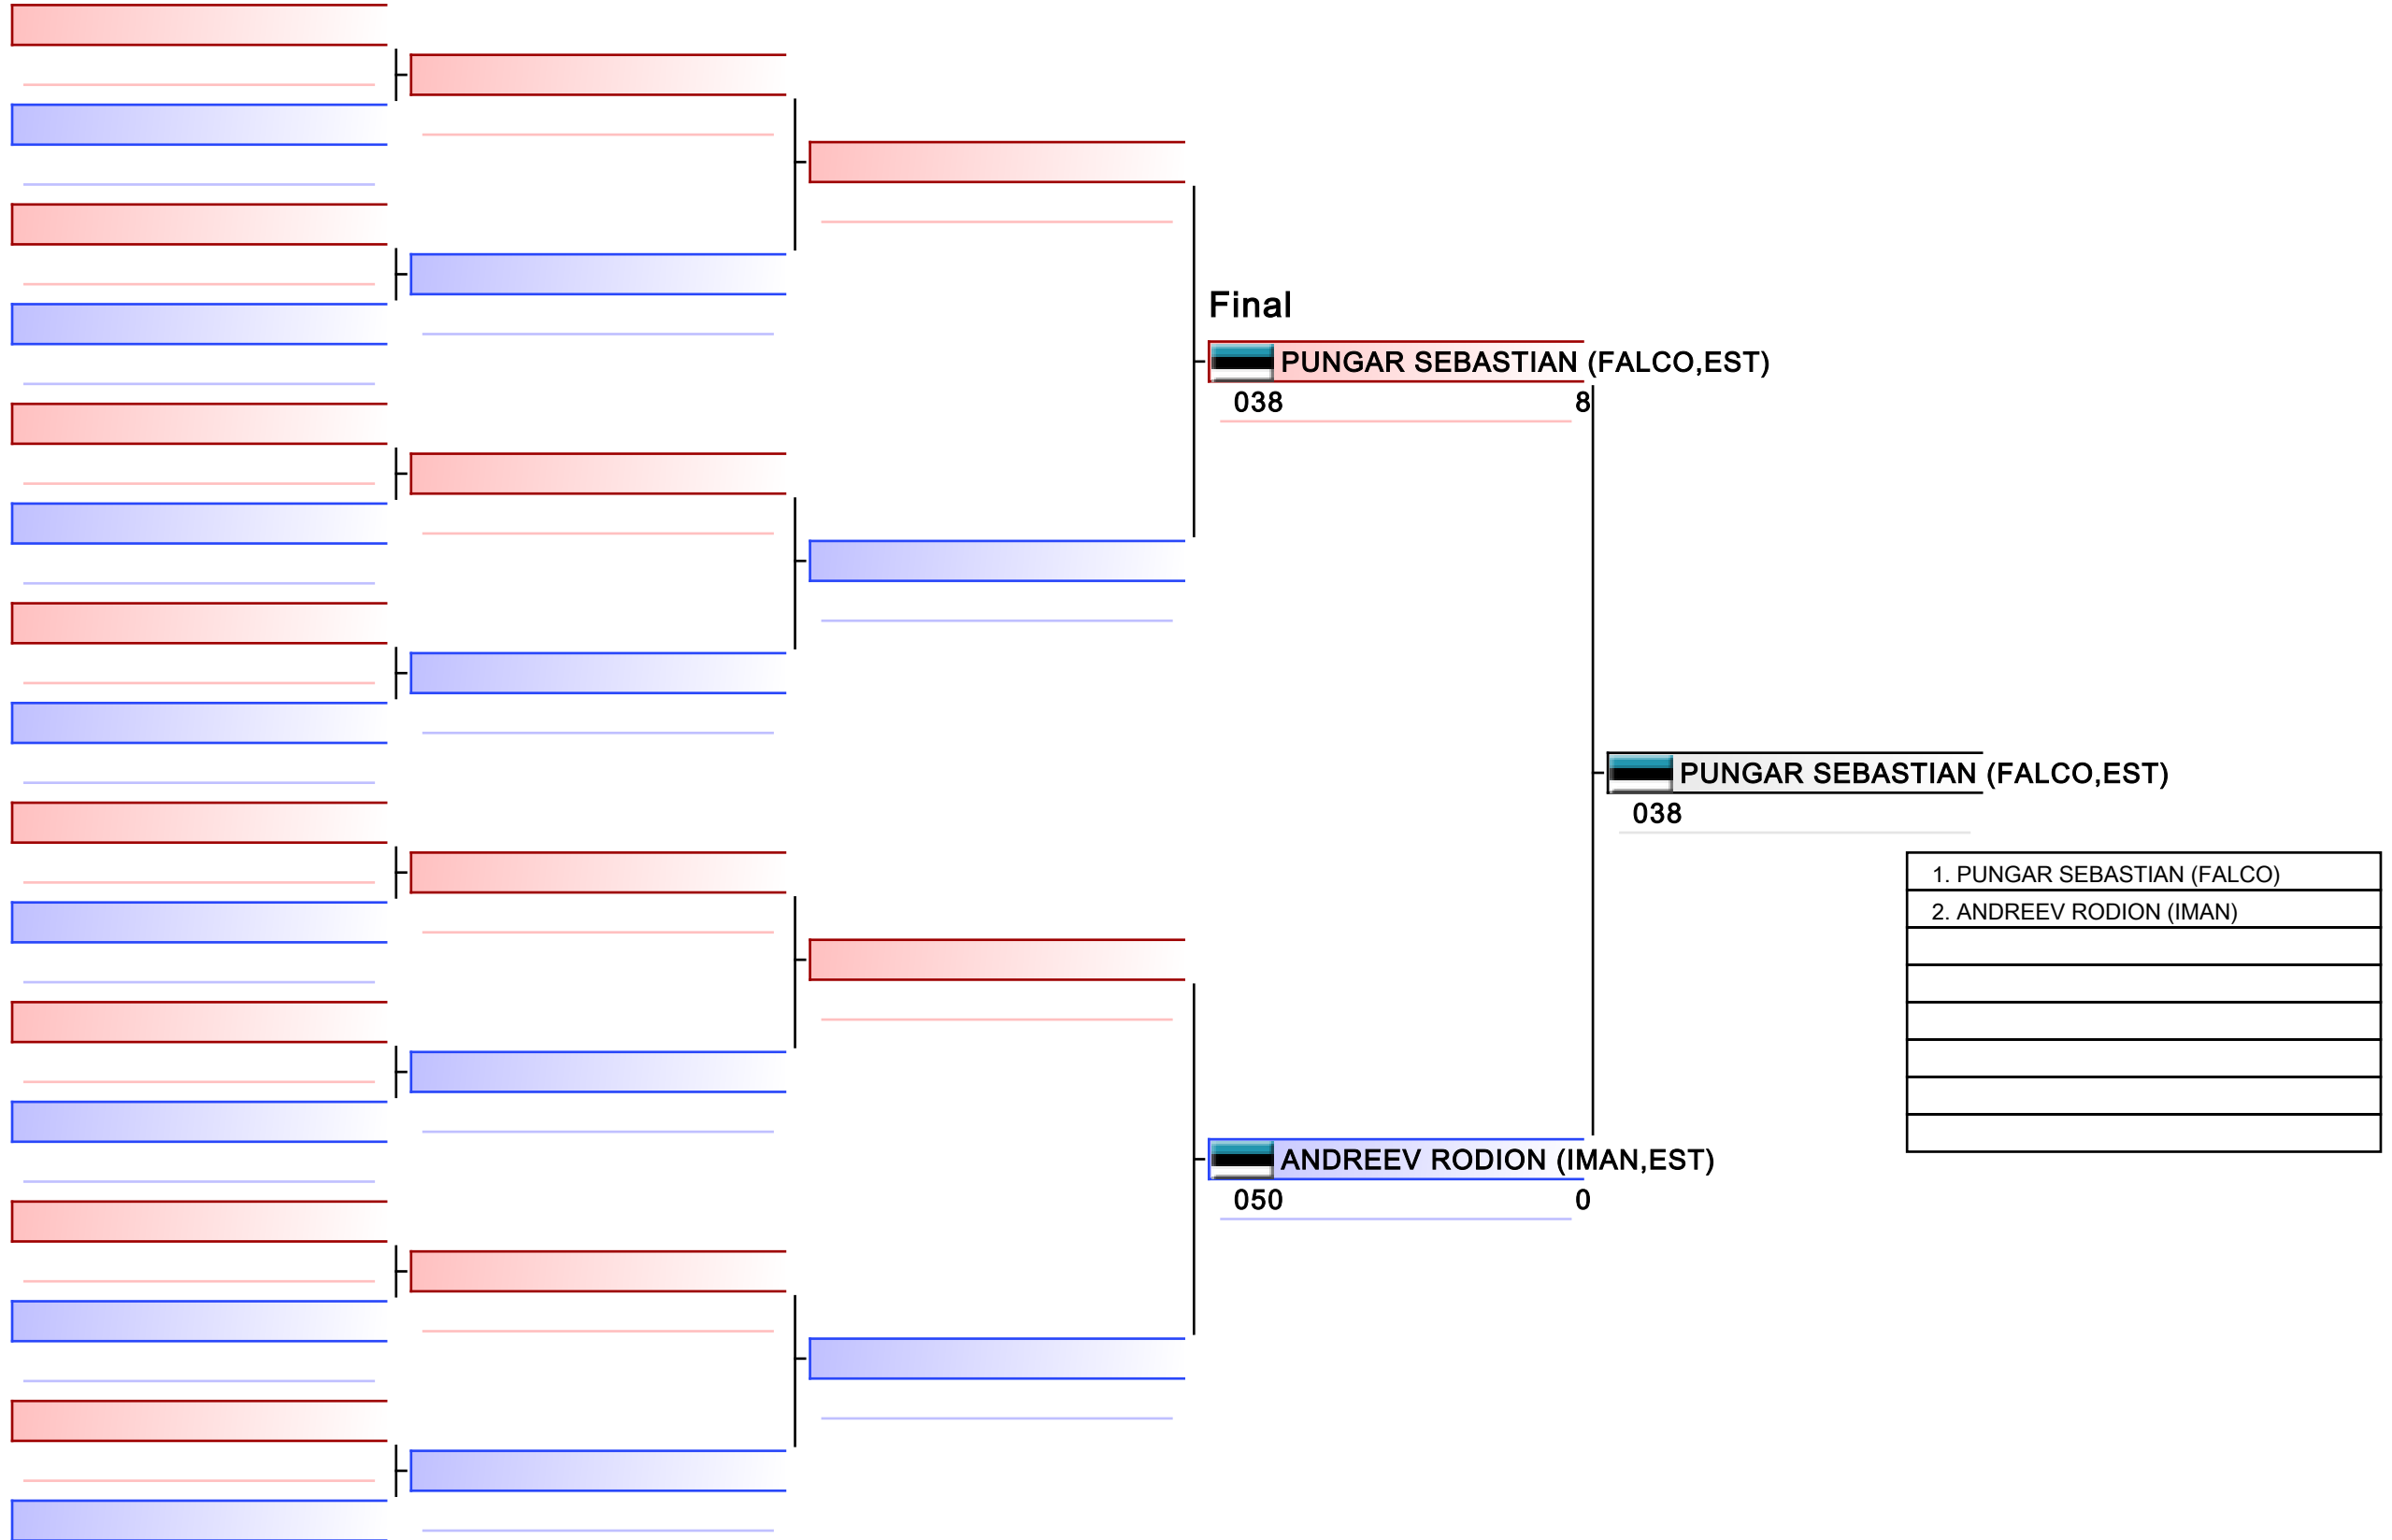 Final
PUNGAR SEBASTIAN (FALCO,EST)
038 8
PUNGAR SEBASTIAN (FALCO,EST)
038
1. PUNGAR SEBASTIAN (FALCO)
2. ANDREEV RODION (IMAN)
ANDREEV RODION (IMAN,EST)
050 0